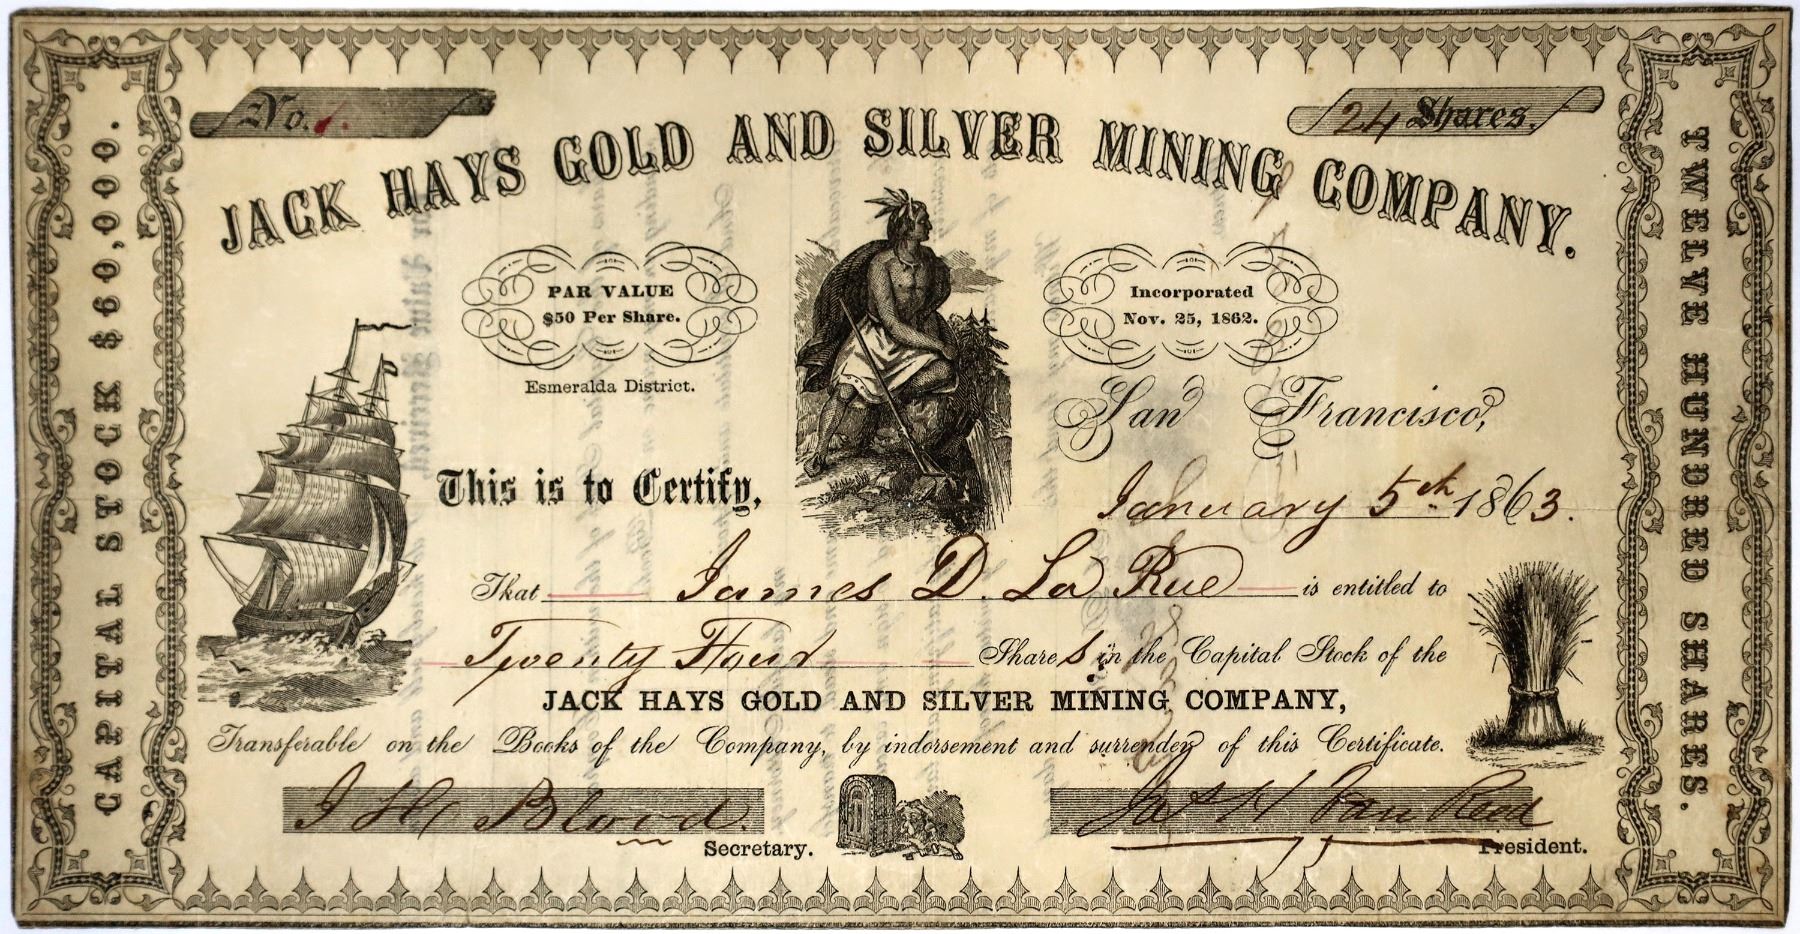 No. 1.
24 Shares.
JACK HAYS GOLD AND SILVER MINING COMPANY.
CAPITAL STOCK $60,000.
TWELVE HUNDRED SHARES.
PAR VALUE
$50 Per Share.
Esmeralda District.
Incorporated
Nov. 25, 1862.
San Francisco,
This is to Certify,
January 5th 1863.
That James D. La Rue is entitled to
Twenty Four Shares in the Capital Stock of the
JACK HAYS GOLD AND SILVER MINING COMPANY,
Transferable on the Books of the Company, by indorsement and surrender of this Certificate.
J H Blood
Secretary.
Jas H Van Reed
President.